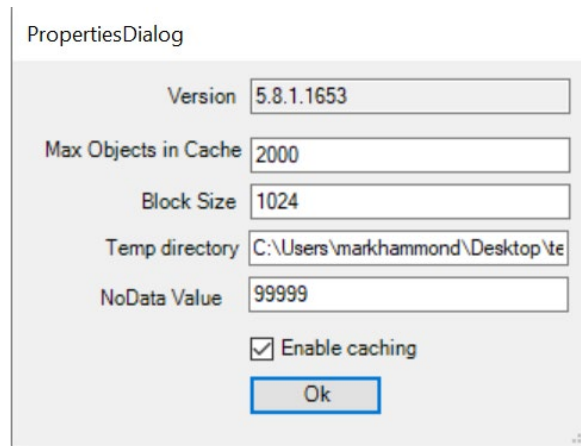 PropertiesDialog
Version 5.8.1.1653
Max Objects in Cache 2000
Block Size 1024
Temp directory C:\Users\markhammond\Desktop\te
NoData Value 99999
Enable caching
Ok